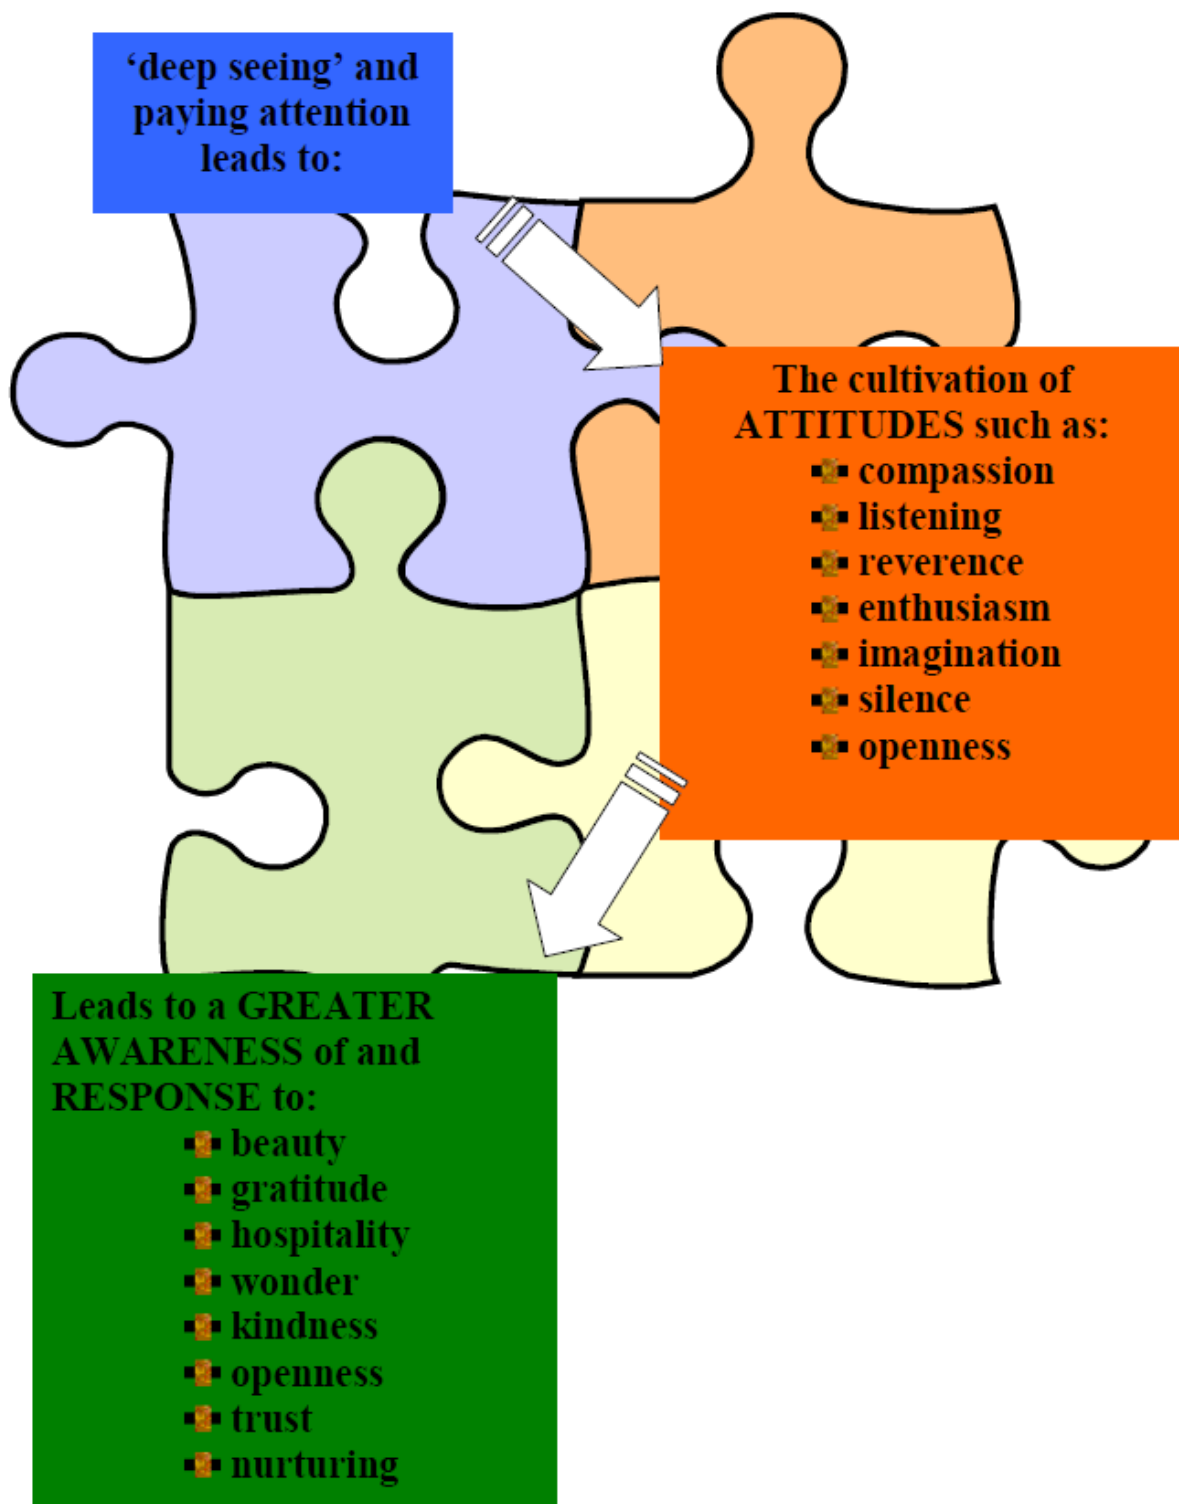 ‘deep seeing’ and
paying attention
leads to:
The cultivation of
ATTITUDES such as:
compassion
listening
reverence
enthusiasm
imagination
silence
openness
Leads to a GREATER
AWARENESS of and
RESPONSE to:
beauty
gratitude
hospitality
wonder
kindness
openness
trust
nurturing